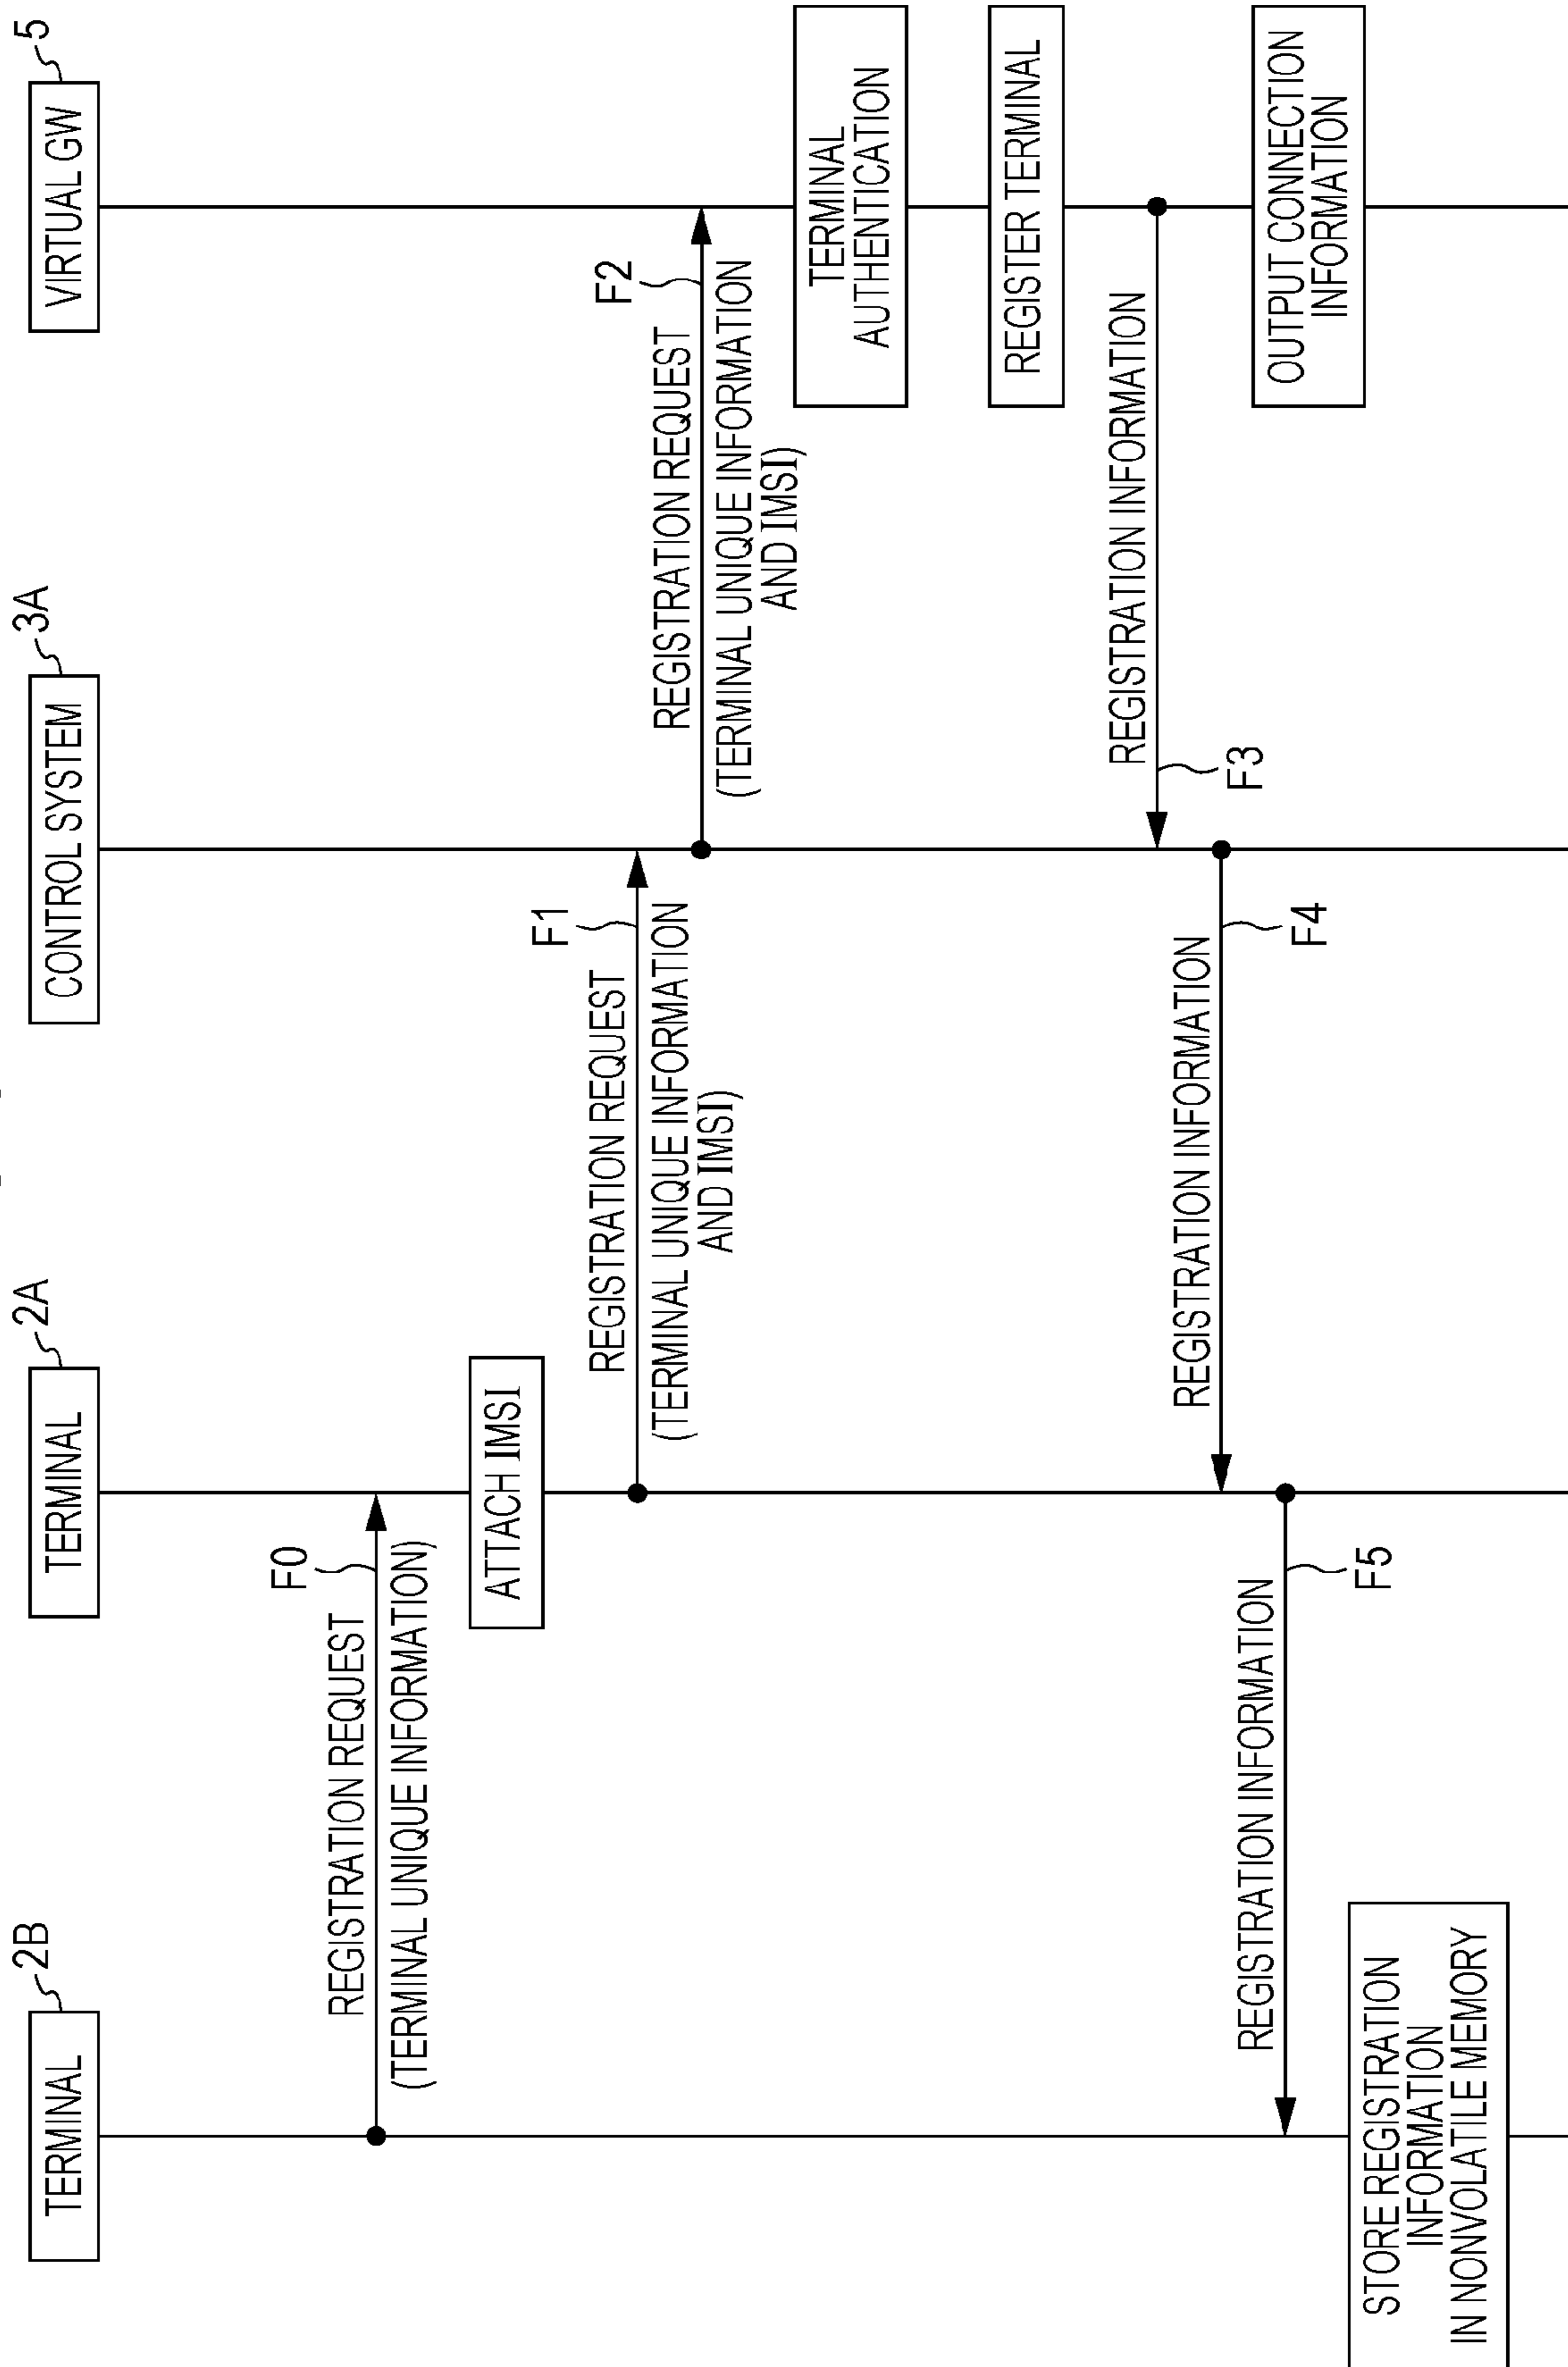 TERMINAL
2B
TERMINAL
2A
CONTROL SYSTEM
3A
VIRTUAL GW
5
F0
REGISTRATION REQUEST
(TERMINAL UNIQUE INFORMATION)
ATTACH IMSI
F1
REGISTRATION REQUEST
(TERMINAL UNIQUE INFORMATION
AND IMSI)
F2
REGISTRATION REQUEST
(TERMINAL UNIQUE INFORMATION
AND IMSI)
TERMINAL
AUTHENTICATION
REGISTER TERMINAL
REGISTRATION INFORMATION
F3
REGISTRATION INFORMATION
F4
OUTPUT CONNECTION
INFORMATION
REGISTRATION INFORMATION
F5
STORE REGISTRATION
INFORMATION
IN NONVOLATILE MEMORY